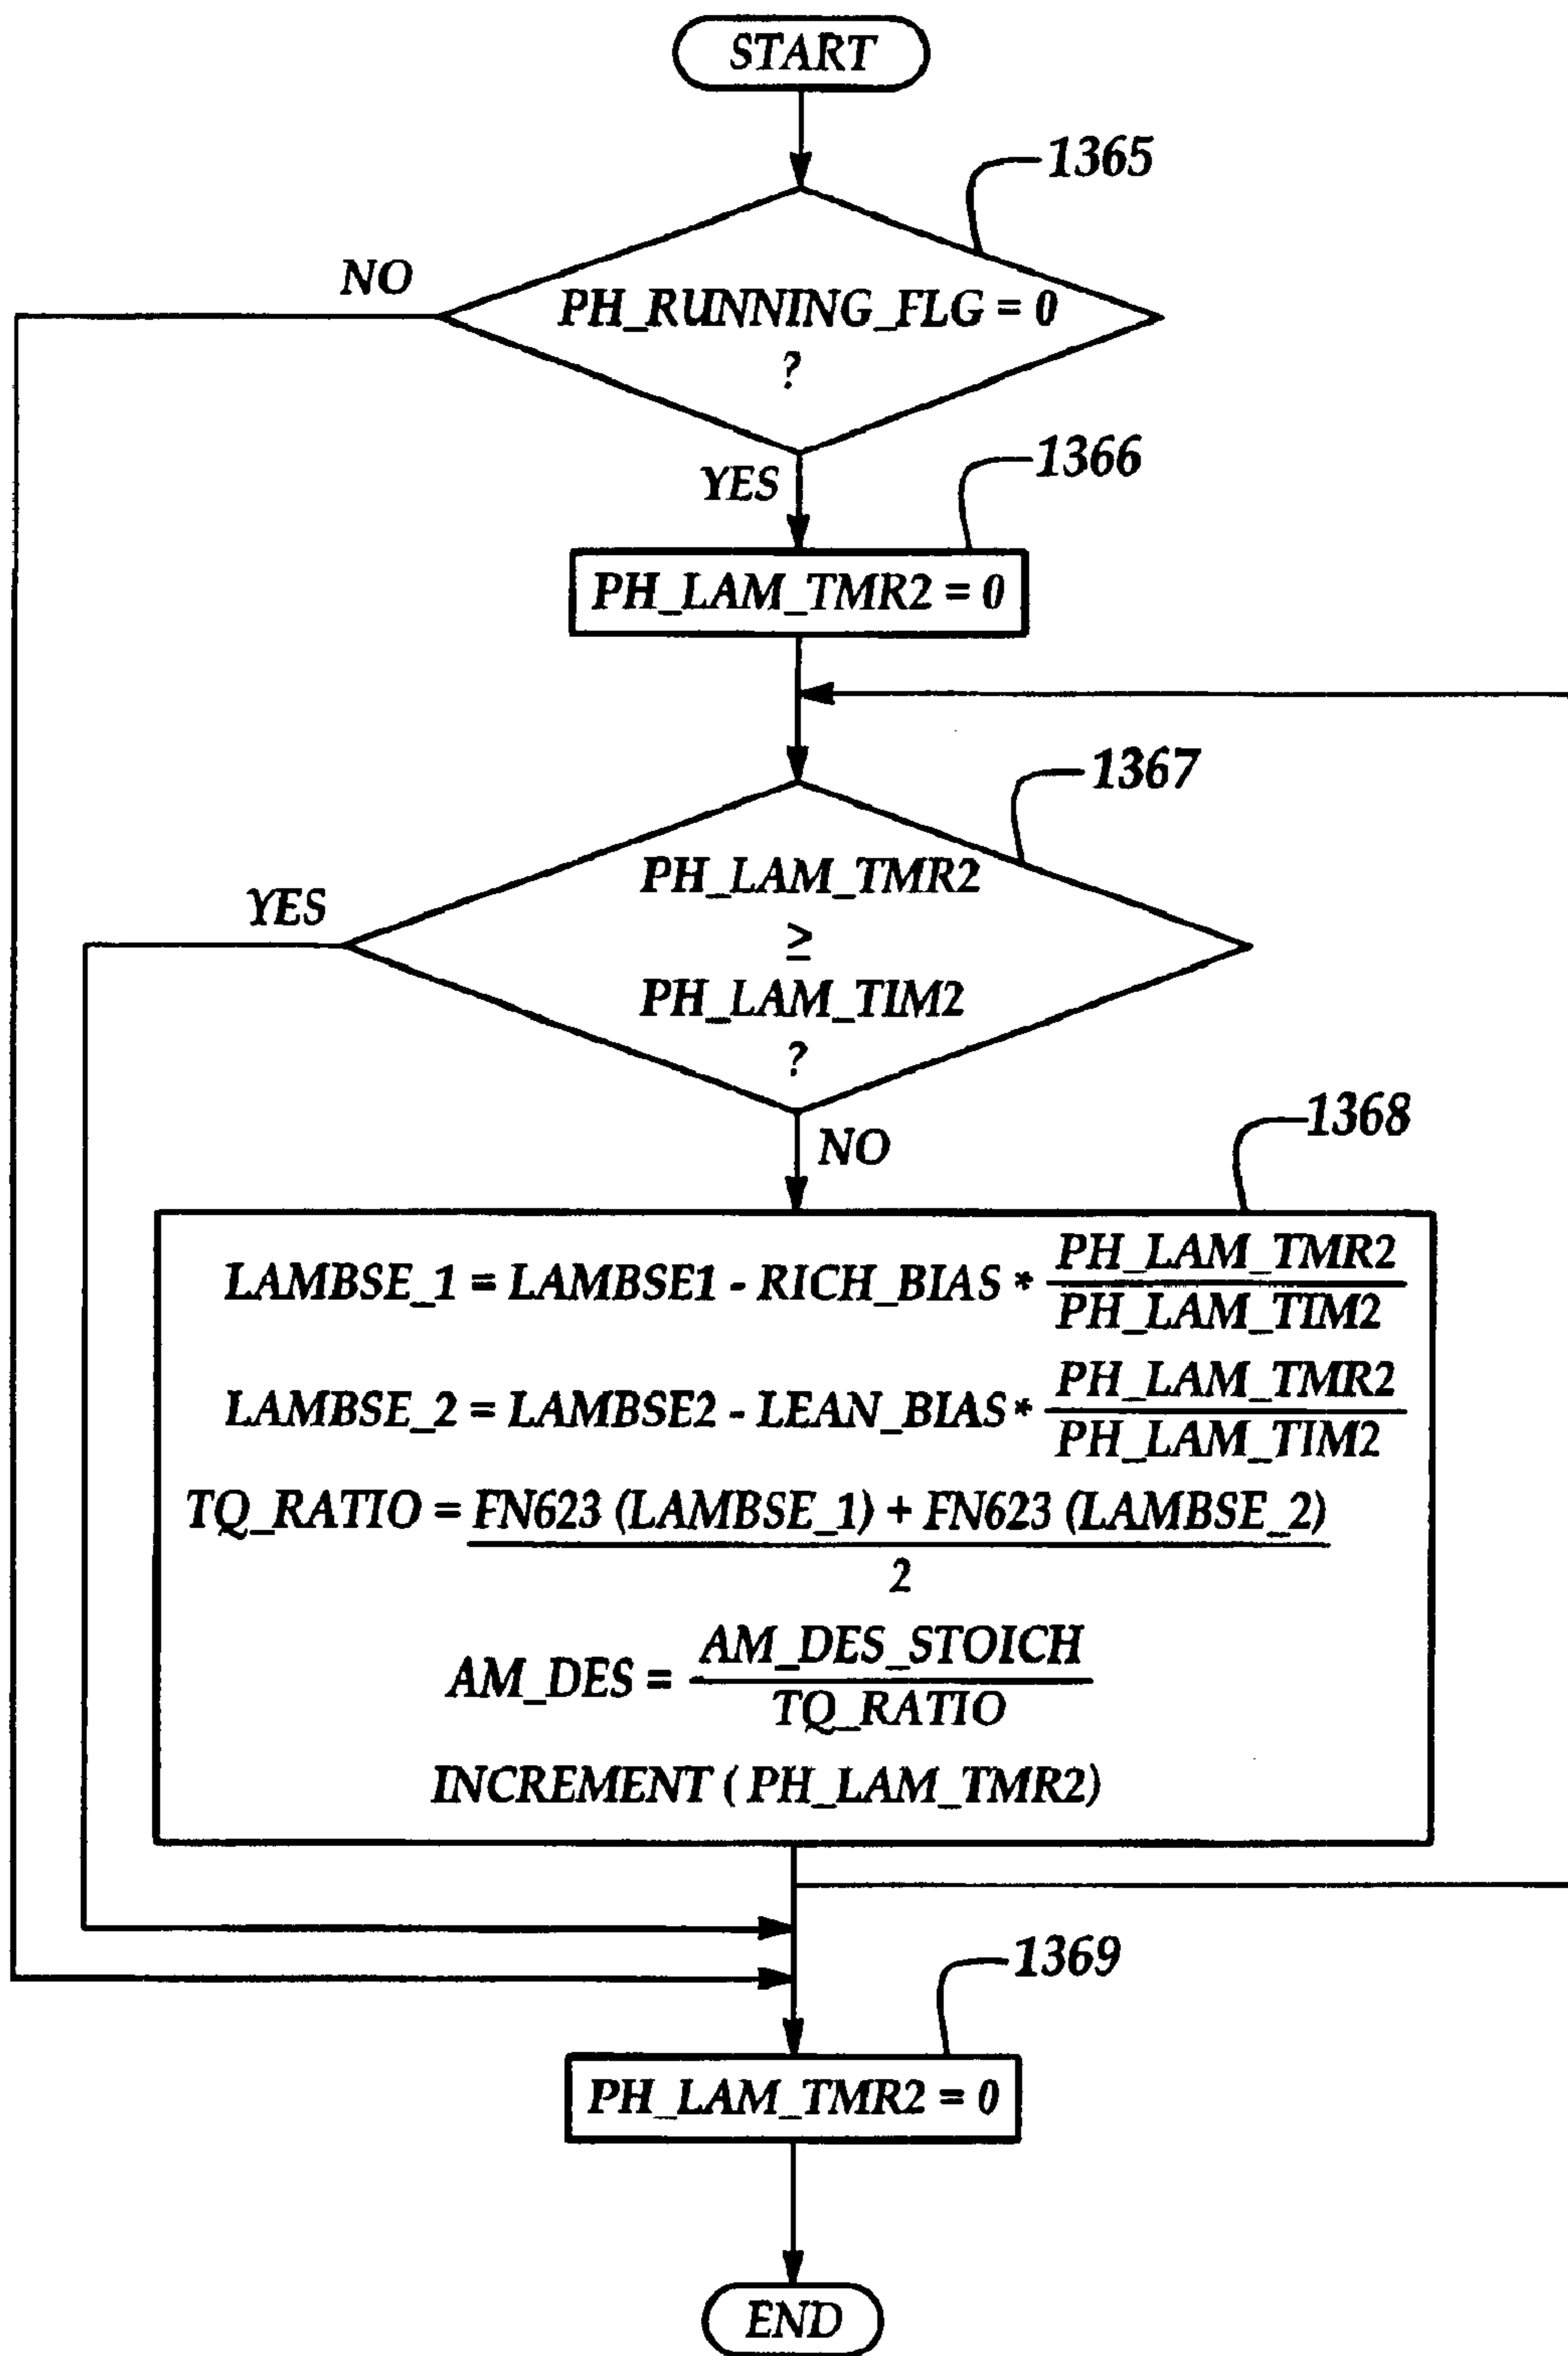 START
1365
NO
PH_RUNNING_FLG = 0
?
YES
1366
PH_LAM_TMR2 = 0
1367
YES
PH_LAM_TMR2
≥
PH_LAM_TIM2
?
NO
1368
LAMBSE_1 = LAMBSE1 - RICH_BIAS * PH_LAM_TMR2
PH_LAM_TIM2
LAMBSE_2 = LAMBSE2 - LEAN_BIAS * PH_LAM_TMR2
PH_LAM_TIM2
TQ_RATIO = FN623 (LAMBSE_1) + FN623 (LAMBSE_2)
2
AM_DES = AM_DES_STOICH
TQ_RATIO
INCREMENT ( PH_LAM_TMR2)
1369
PH_LAM_TMR2 = 0
END